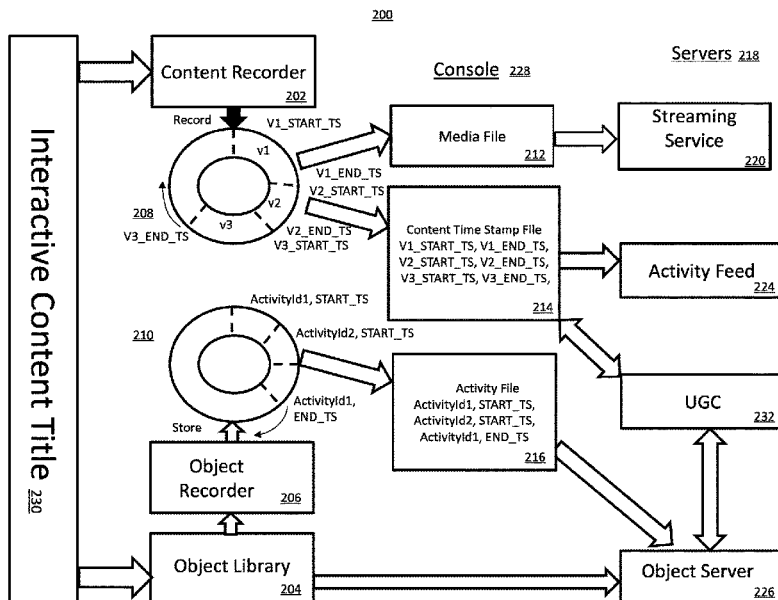 200
Interactive Content Title
230
Content Recorder
202
Console 228
Servers 218
Record
V1_START_TS
v1
v2
v3
208
V1_END_TS
V2_START_TS
V2_END_TS
V3_START_TS
V3_END_TS
Media File
212
Streaming
Service
220
Content Time Stamp File
V1_START_TS, V1_END_TS,
V2_START_TS, V2_END_TS,
V3_START_TS, V3_END_TS,
214
Activity Feed
224
210
ActivityId1, START_TS
ActivityId2, START_TS
ActivityId1,
END_TS
Store
Activity File
ActivityId1, START_TS,
ActivityId2, START_TS,
ActivityId1, END_TS
216
UGC
232
Object
Recorder
206
Object Library
204
Object Server
226